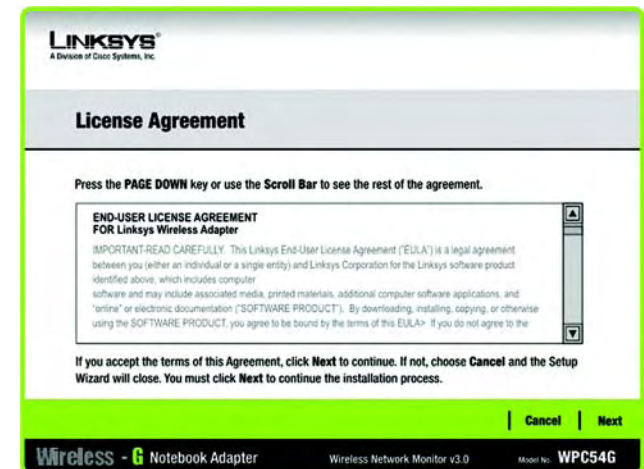 LINKSYS®
A Division of Cisco Systems, Inc.
License Agreement
Press the PAGE DOWN key or use the Scroll Bar to see the rest of the agreement.
END-USER LICENSE AGREEMENT
FOR Linksys Wireless Adapter
IMPORTANT-READ CAREFULLY. This Linksys End-User License Agreement ("EULA") is a legal agreement
between you (either an individual or a single entity) and Linksys Corporation for the Linksys software product
identified above, which includes computer
software and may include associated media, printed materials, additional computer software applications, and
"online" or electronic documentation ("SOFTWARE PRODUCT"). By downloading, installing, copying, or otherwise
using the SOFTWARE PRODUCT, you agree to be bound by the terms of this EULA> If you do not agree to the
If you accept the terms of this Agreement, click Next to continue. If not, choose Cancel and the Setup
Wizard will close. You must click Next to continue the installation process.
Cancel | Next
Wireless - G Notebook Adapter Wireless Network Monitor v3.0 Model No. WPC54G